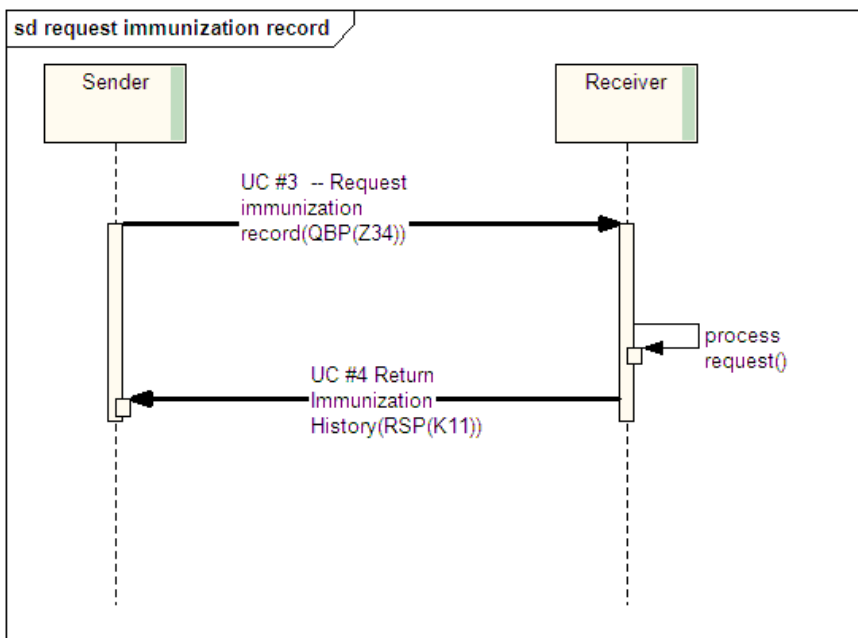 sd request immunization record
Sender
Receiver
UC #3 -- Request
immunization
record(QBP(Z34))
process
request()
UC #4 Return
Immunization
History(RSP(K11))